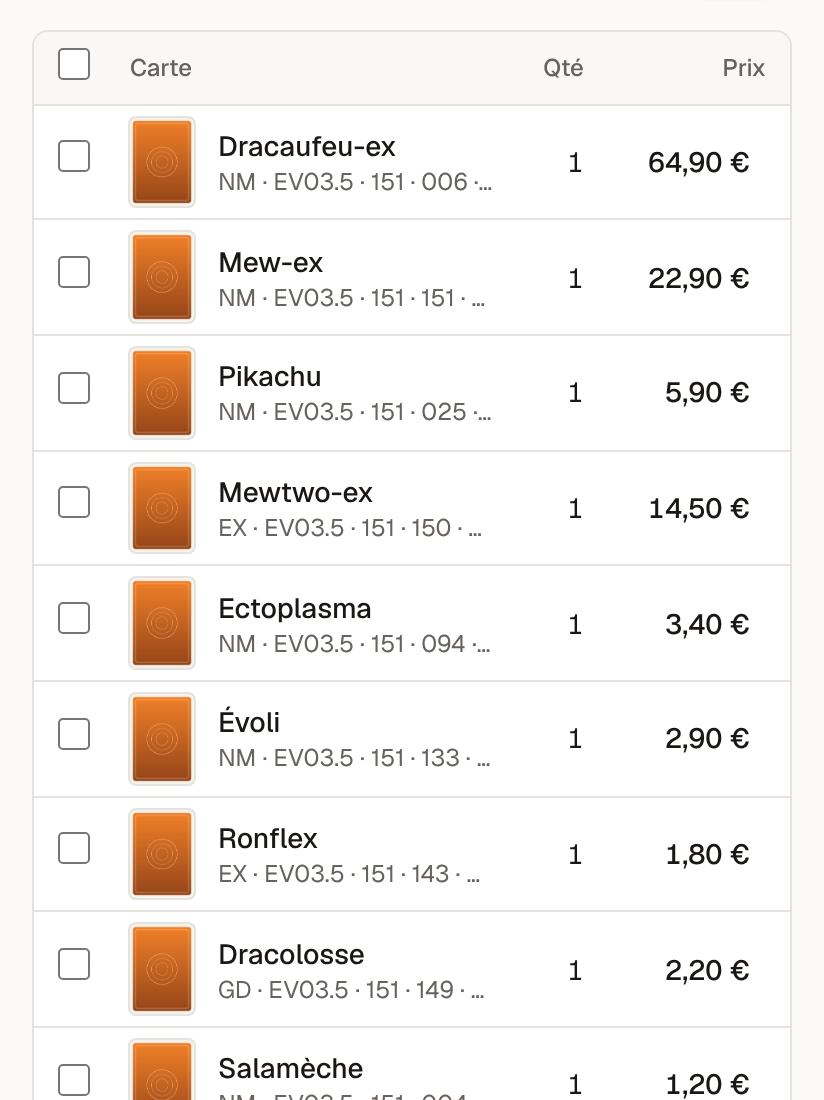 Carte Qté Prix
Dracaufeu-ex
NM · EV03.5 · 151 · 006 ·…
1 64,90 €
Mew-ex
NM · EV03.5 · 151 · 151 · …
1 22,90 €
Pikachu
NM · EV03.5 · 151 · 025 ·…
1 5,90 €
Mewtwo-ex
EX · EV03.5 · 151 · 150 · …
1 14,50 €
Ectoplasma
NM · EV03.5 · 151 · 094 ·…
1 3,40 €
Évoli
NM · EV03.5 · 151 · 133 · …
1 2,90 €
Ronflex
EX · EV03.5 · 151 · 143 · …
1 1,80 €
Dracolosse
GD · EV03.5 · 151 · 149 · …
1 2,20 €
Salamèche
1 1,20 €